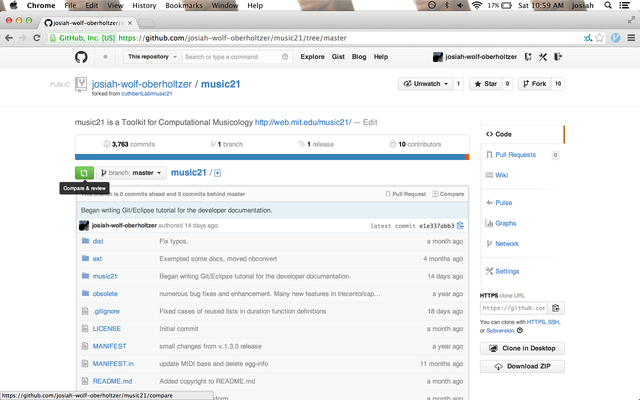 Chrome File Edit View History Bookmarks Window Help 17% Sat 10:59 AM josiah
josiah-wolf-oberholtzer/mu
GitHub, Inc. [US] https://github.com/josiah-wolf-oberholtzer/music21/tree/master
This repository Search or type a command Explore Gist Blog Help josiah-wolf-oberholtzer
PUBLIC josiah-wolf-oberholtzer / music21 Unwatch 1 Star 0 Fork 10
forked from cuthbertLab/music21
music21 is a Toolkit for Computational Musicology http://web.mit.edu/music21/ — Edit
3,763 commits 1 branch 1 release 10 contributors
branch: master music21 /
Compare & review
This branch is 0 commits ahead and 0 commits behind master Pull Request Compare
Began writing Git/Eclipse tutorial for the developer documentation.
josiah-wolf-oberholtzer authored 14 days ago latest commit e1e337abb3
dist Fix typos. a month ago
ext Exempted some docs, moved nbconvert 4 months ago
music21 Began writing Git/Eclipse tutorial for the developer documentation. 14 days ago
obsolete numerous bug fixes and enhancement. Many new features in trecento/cap… a year ago
.gitignore Fixed cases of reused lists in duration function definitions 18 days ago
LICENSE Initial commit a month ago
MANIFEST small changes from v.1.3.0 release a year ago
MANIFEST.in update MIDI base and delete egg-info 11 months ago
README.md Added copyright to README.md a month ago
a month ago
Code
Pull Requests 0
Wiki
Pulse
Graphs
Network
Settings
HTTPS clone URL
https://github.com
You can clone with HTTPS, SSH,
or Subversion.
Clone in Desktop
Download ZIP
https://github.com/josiah-wolf-oberholtzer/music21/compare